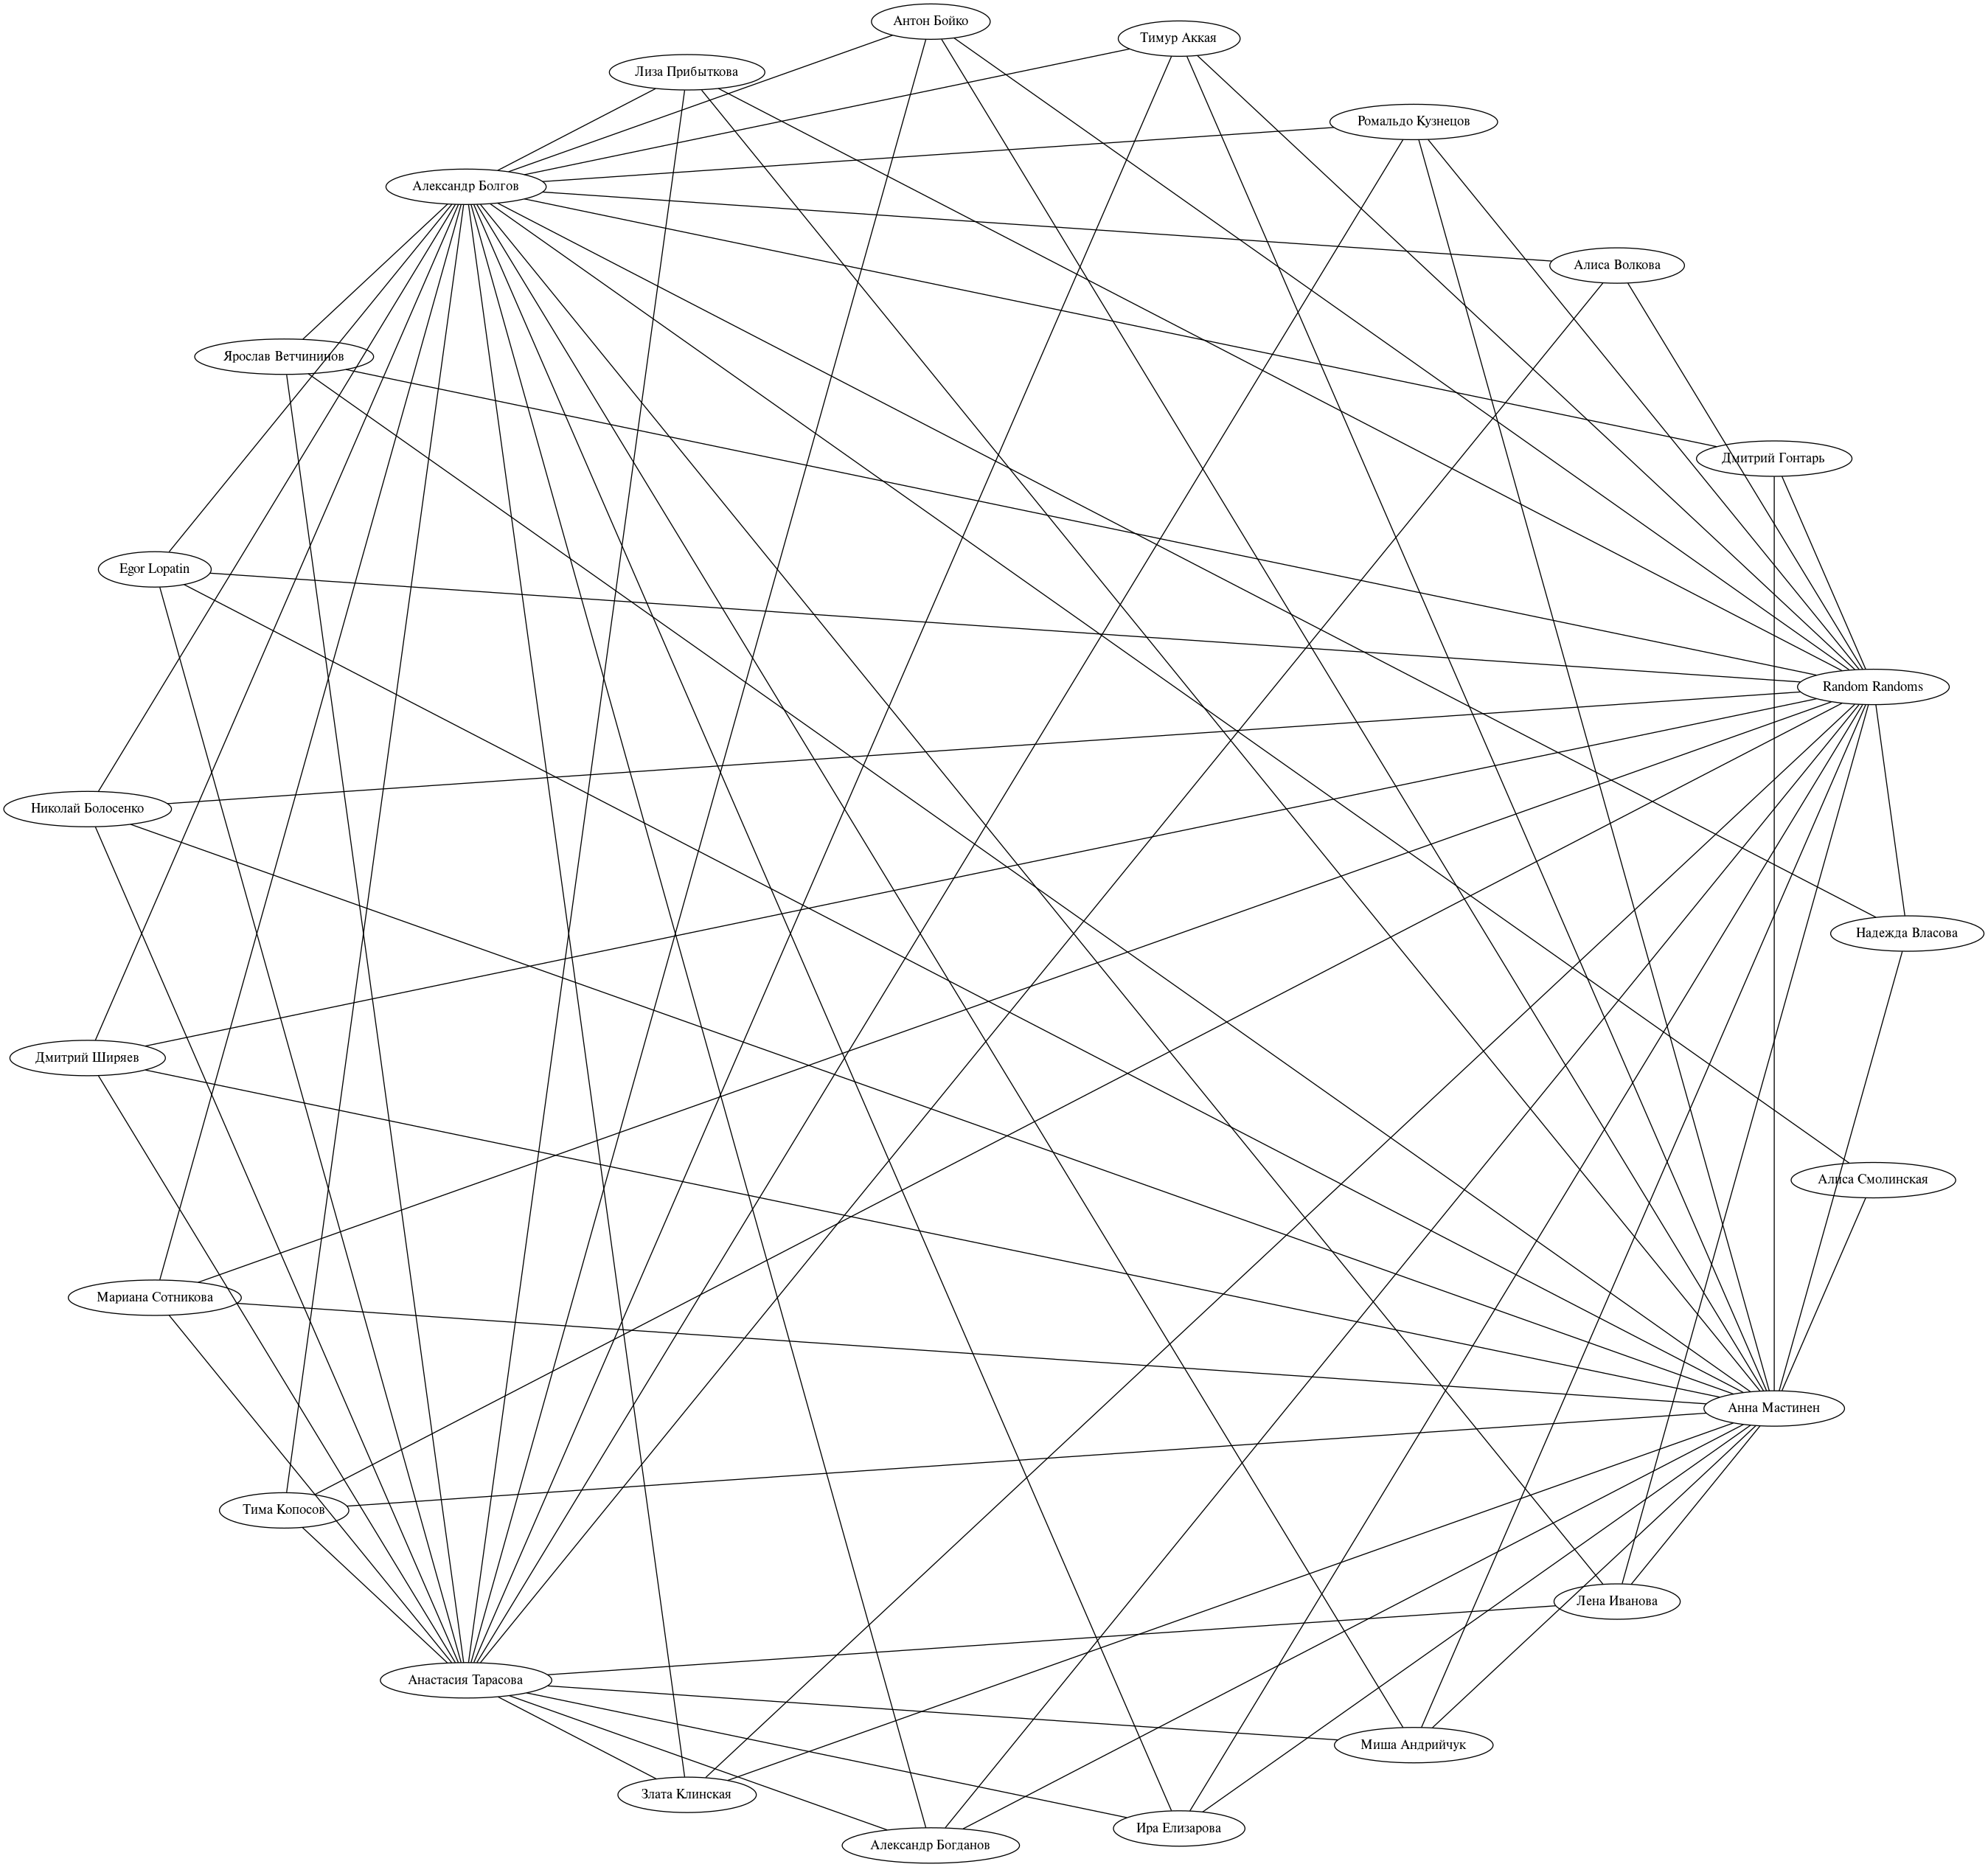 Антон Бойко
Тимур Аккая
Лиза Прибыткова
Ромальдо Кузнецов
Александр Болгов
Алиса Волкова
Ярослав Ветчининов
Дмитрий Гонтарь
Egor Lopatin
Random Randoms
Николай Болосенко
Надежда Власова
Дмитрий Ширяев
Алиса Смолинская
Мариана Сотникова
Анна Мастинен
Тима Копосов
Лена Иванова
Анастасия Тарасова
Миша Андрийчук
Злата Клинская
Ира Елизарова
Александр Богданов